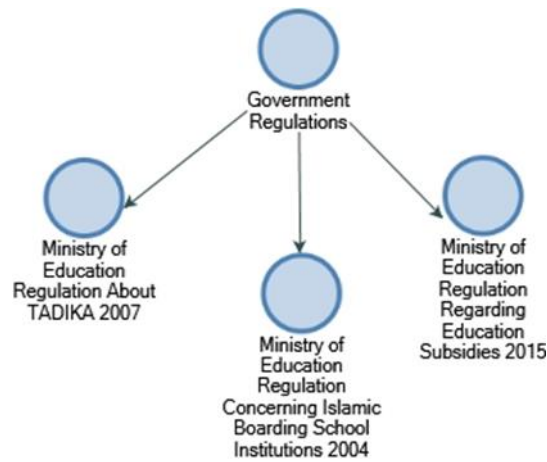 Government
Regulations
Ministry of
Education
Regulation About
TADIKA 2007
Ministry of
Education
Regulation
Concerning Islamic
Boarding School
Institutions 2004
Ministry of
Education
Regulation
Regarding
Education
Subsidies 2015